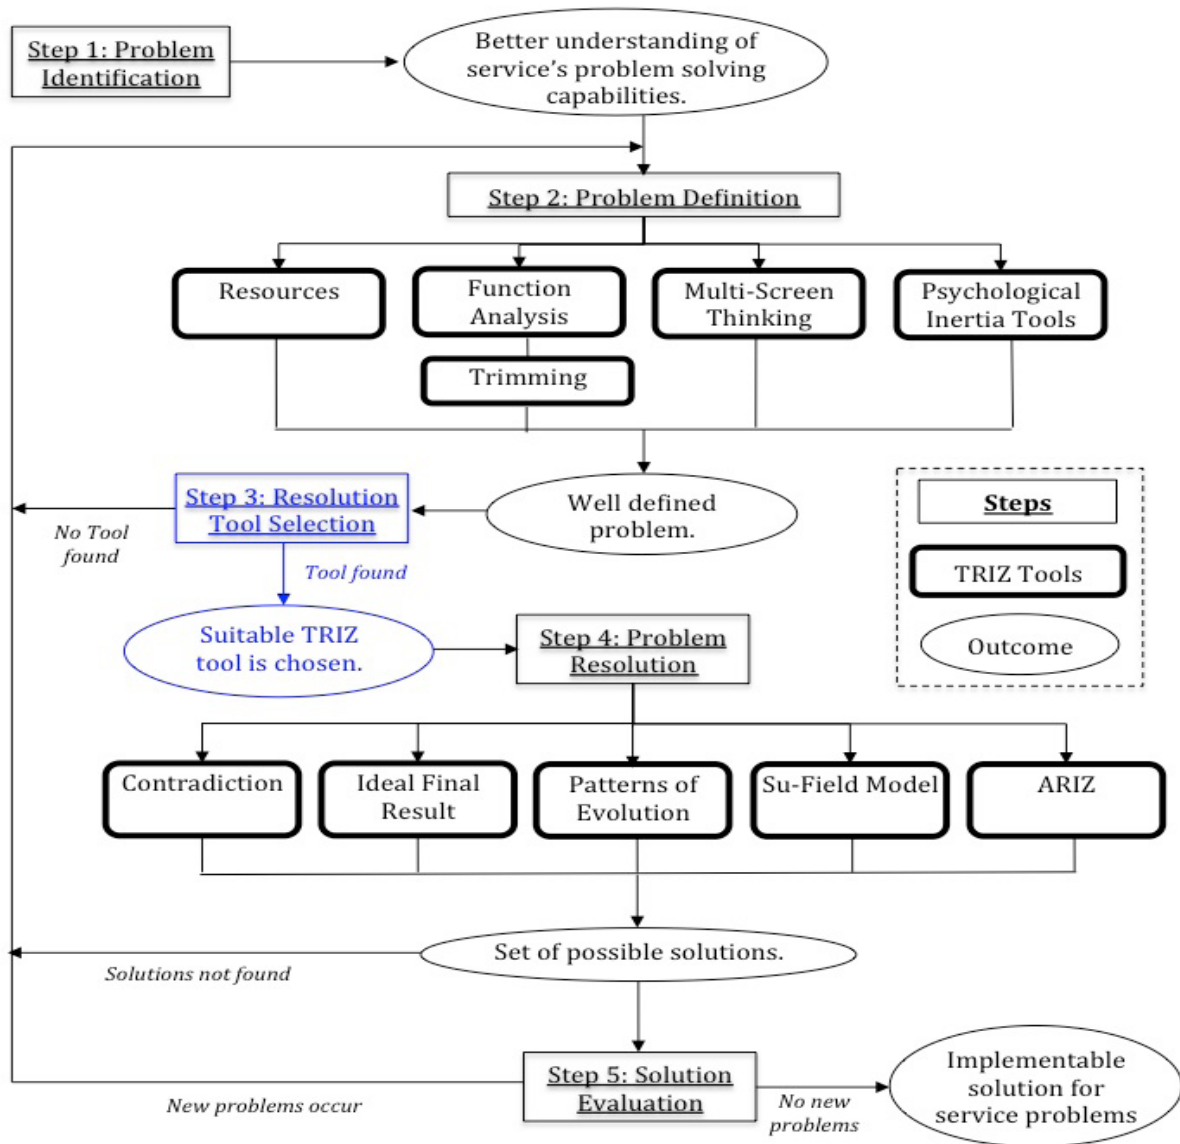 Step 1: Problem
Identification
Better understanding of
service's problem solving
capabilities.
Step 2: Problem Definition
Resources
Function
Analysis
Multi-Screen
Thinking
Psychological
Inertia Tools
Trimming
Step 3: Resolution
Tool Selection
Well defined
problem.
No Tool
found
Tool found
Steps
TRIZ Tools
Outcome
Suitable TRIZ
tool is chosen.
Step 4: Problem
Resolution
Contradiction
Ideal Final
Result
Patterns of
Evolution
Su-Field Model
ARIZ
Set of possible solutions.
Solutions not found
Step 5: Solution
Evaluation
New problems occur
No new
problems
Implementable
solution for
service problems